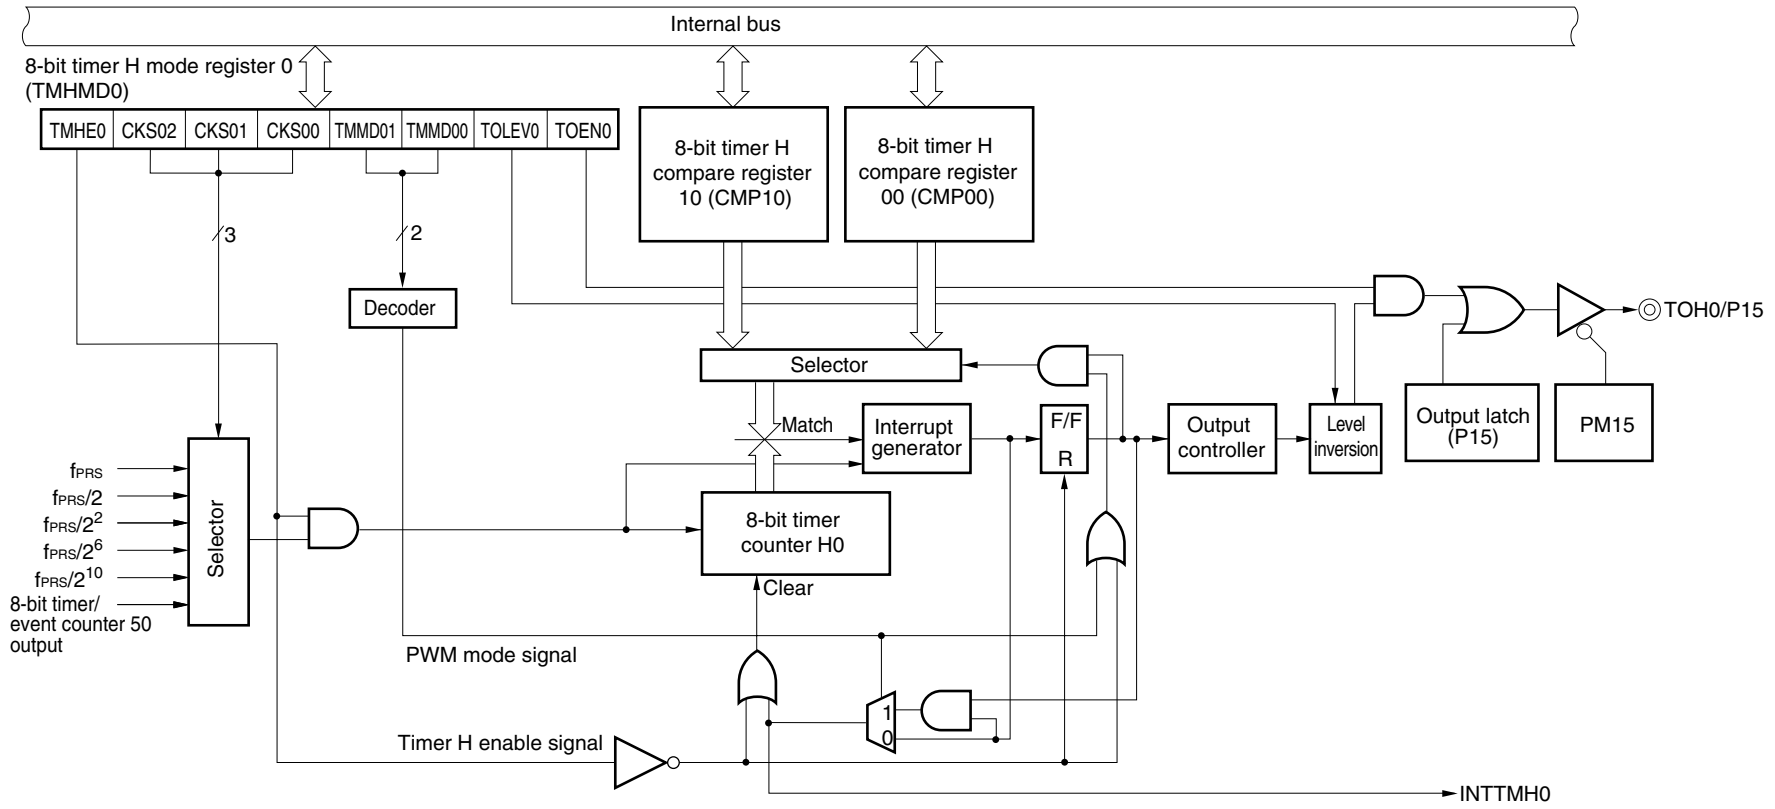 Internal bus
8-bit timer H mode register 0
(TMHMD0)
TMHE0 CKS02 CKS01 CKS00 TMMD01 TMMD00 TOLEV0 TOEN0
8-bit timer H
compare register
10 (CMP10)
8-bit timer H
compare register
00 (CMP00)
3
2
Decoder
TOH0/P15
Selector
Match
Interrupt
generator
F/F
R
Output
controller
Level
inversion
Output latch
(P15)
PM15
fPRS
fPRS/2
fPRS/2²
fPRS/2⁶
fPRS/2¹⁰
8-bit timer/
event counter 50
output
Selector
8-bit timer
counter H0
Clear
PWM mode signal
1
0
Timer H enable signal
INTTMH0